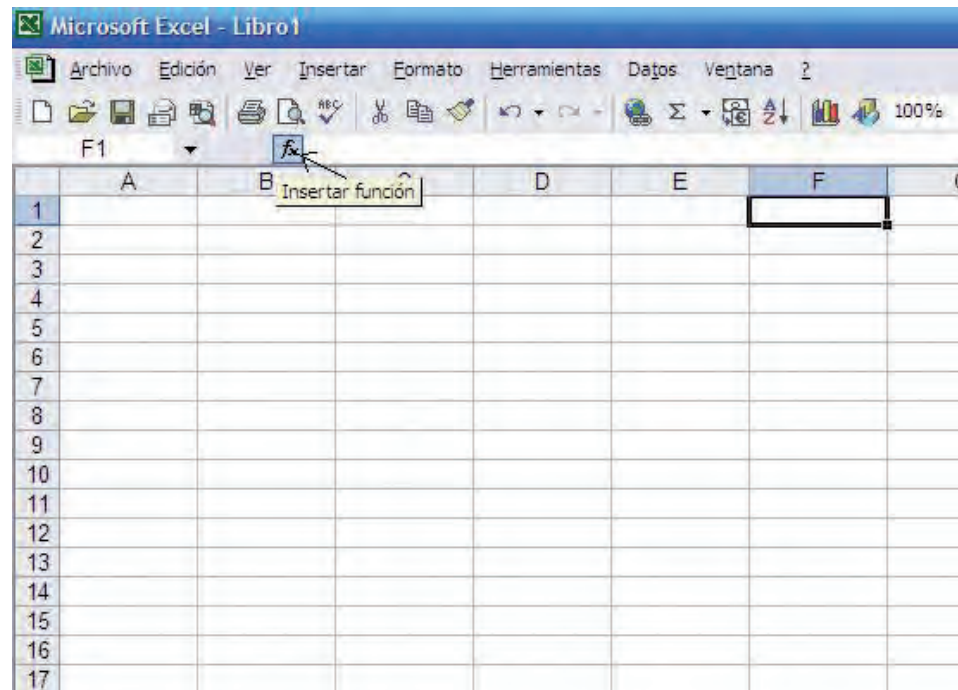 Microsoft Excel - Libro1
Archivo Edición Ver Insertar Formato Herramientas Datos Ventana ?
ABC Σ € A Z 100%
F1 fx
Insertar función
A B D E F
1
2
3
4
5
6
7
8
9
10
11
12
13
14
15
16
17